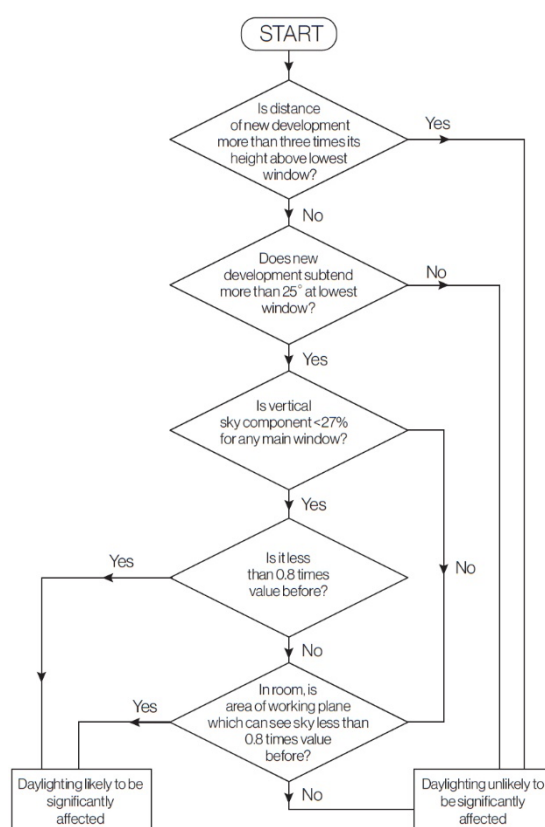 START
Is distance
of new development
more than three times its
height above lowest
window?
Yes
No
Does new
development subtend
more than 25° at lowest
window?
No
Yes
Is vertical
sky component <27%
for any main window?
Yes
No
Is it less
than 0.8 times
value before?
Yes
No
In room, is
area of working plane
which can see sky less than
0.8 times value
before?
Yes
No
Daylighting likely to be
significantly
affected
Daylighting unlikely to
be significantly
affected